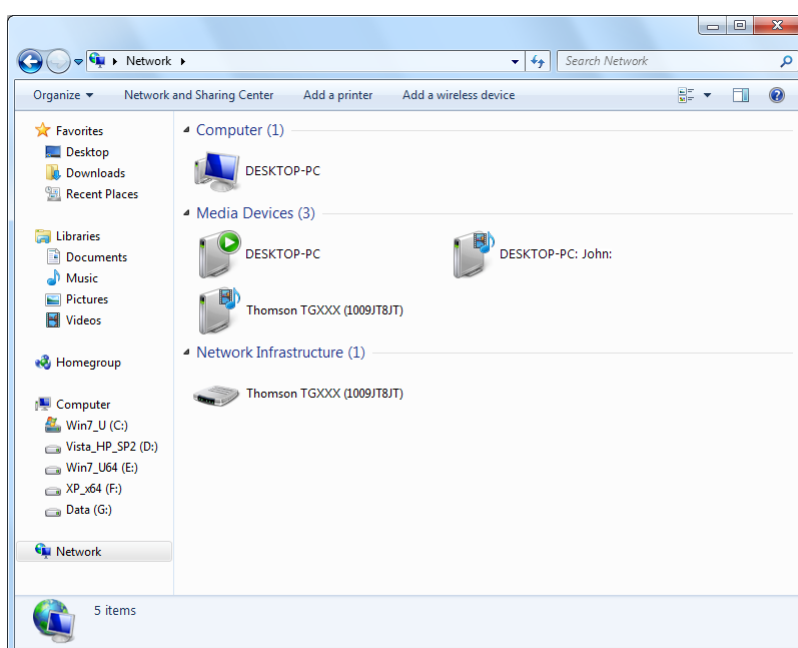 Network
Search Network
Organize
Network and Sharing Center
Add a printer
Add a wireless device
Favorites
Desktop
Downloads
Recent Places
Libraries
Documents
Music
Pictures
Videos
Homegroup
Computer
Win7_U (C:)
Vista_HP_SP2 (D:)
Win7_U64 (E:)
XP_x64 (F:)
Data (G:)
Network
Computer (1)
DESKTOP-PC
Media Devices (3)
DESKTOP-PC
DESKTOP-PC: John:
Thomson TGXXX (1009JT8JT)
Network Infrastructure (1)
Thomson TGXXX (1009JT8JT)
5 items